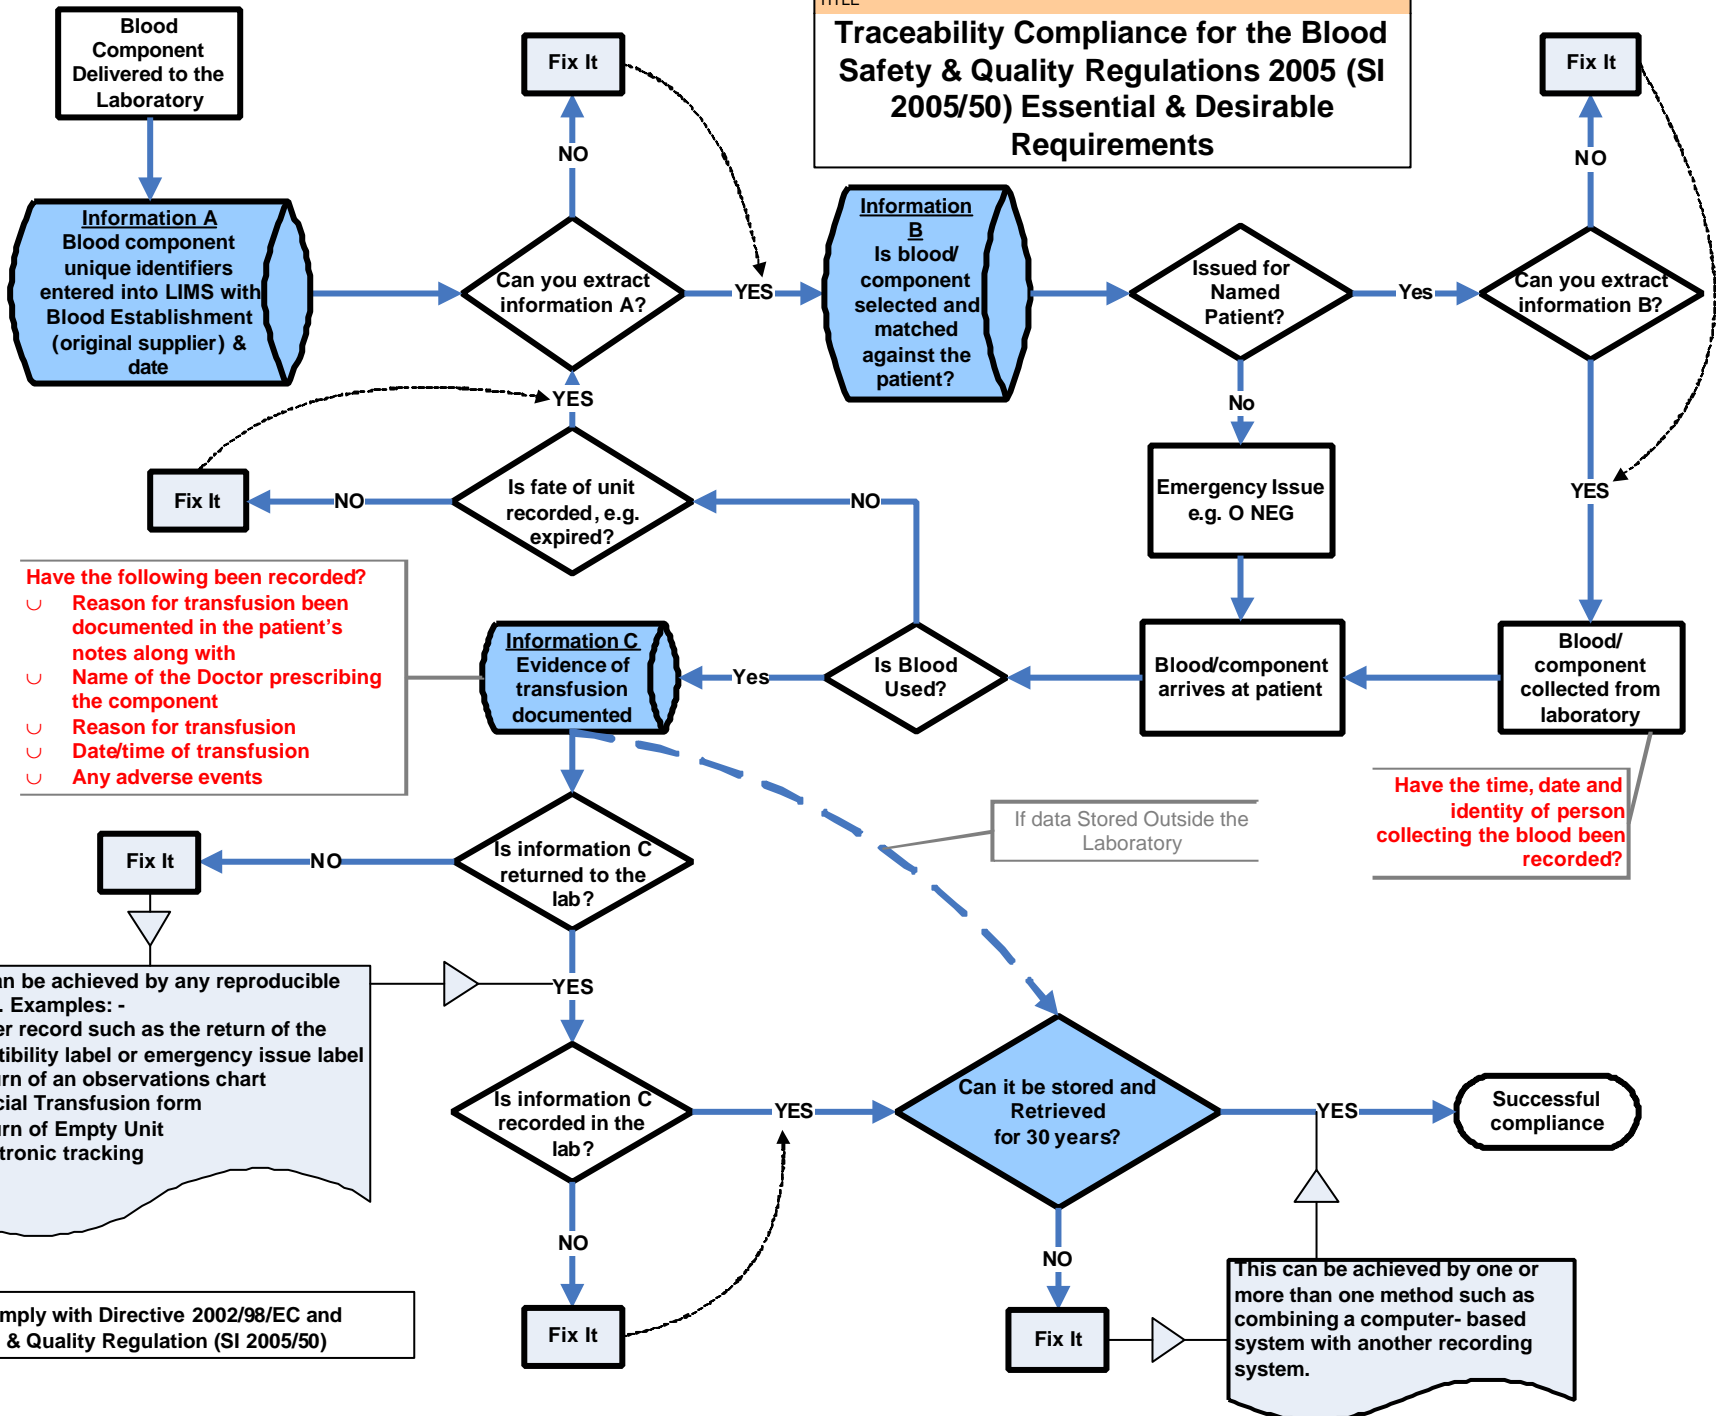 TITLE
Traceability Compliance for the Blood
Safety & Quality Regulations 2005 (SI
2005/50) Essential & Desirable
Requirements
Blood
Component
Delivered to the
Laboratory
Fix It
Fix It
NO
NO
Information A
Blood component
unique identifiers
entered into LIMS with
Blood Establishment
(original supplier) &
date
Can you extract
information A?
YES
Information
B
Is blood/
component
selected and
matched
against the
patient?
Issued for
Named
Patient?
Yes
Can you extract
information B?
YES
No
Fix It
NO
Is fate of unit
recorded, e.g.
expired?
NO
Emergency Issue
e.g. O NEG
YES
Have the following been recorded?
Reason for transfusion been
documented in the patient's
notes along with
Name of the Doctor prescribing
the component
Reason for transfusion
Date/time of transfusion
Any adverse events
Information C
Evidence of
transfusion
documented
Yes
Is Blood
Used?
Blood/component
arrives at patient
Blood/
component
collected from
laboratory
Have the time, date and
identity of person
collecting the blood been
recorded?
If data Stored Outside the
Laboratory
Fix It
NO
Is information C
returned to the
lab?
YES
an be achieved by any reproducible
. Examples: -
er record such as the return of the
tibility label or emergency issue label
urn of an observations chart
cial Transfusion form
urn of Empty Unit
tronic tracking
Is information C
recorded in the
lab?
YES
Can it be stored and
Retrieved
for 30 years?
YES
Successful
compliance
NO
NO
Fix It
Fix It
This can be achieved by one or
more than one method such as
combining a computer- based
system with another recording
system.
mply with Directive 2002/98/EC and
& Quality Regulation (SI 2005/50)